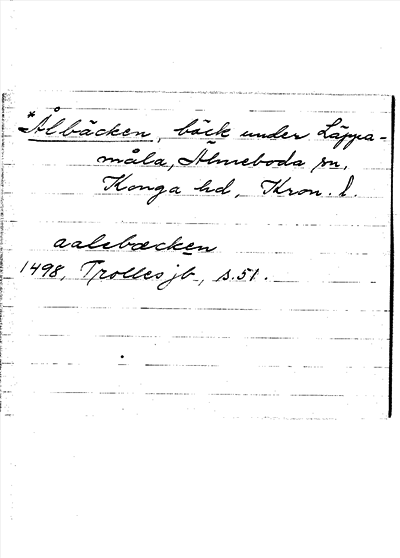 *Ålbäcken, bäck under Läppa-
måla, Älmeboda sn,
Konga hd, Kron. l.
aalebæcken
1498, Trolles jb, s. 51.